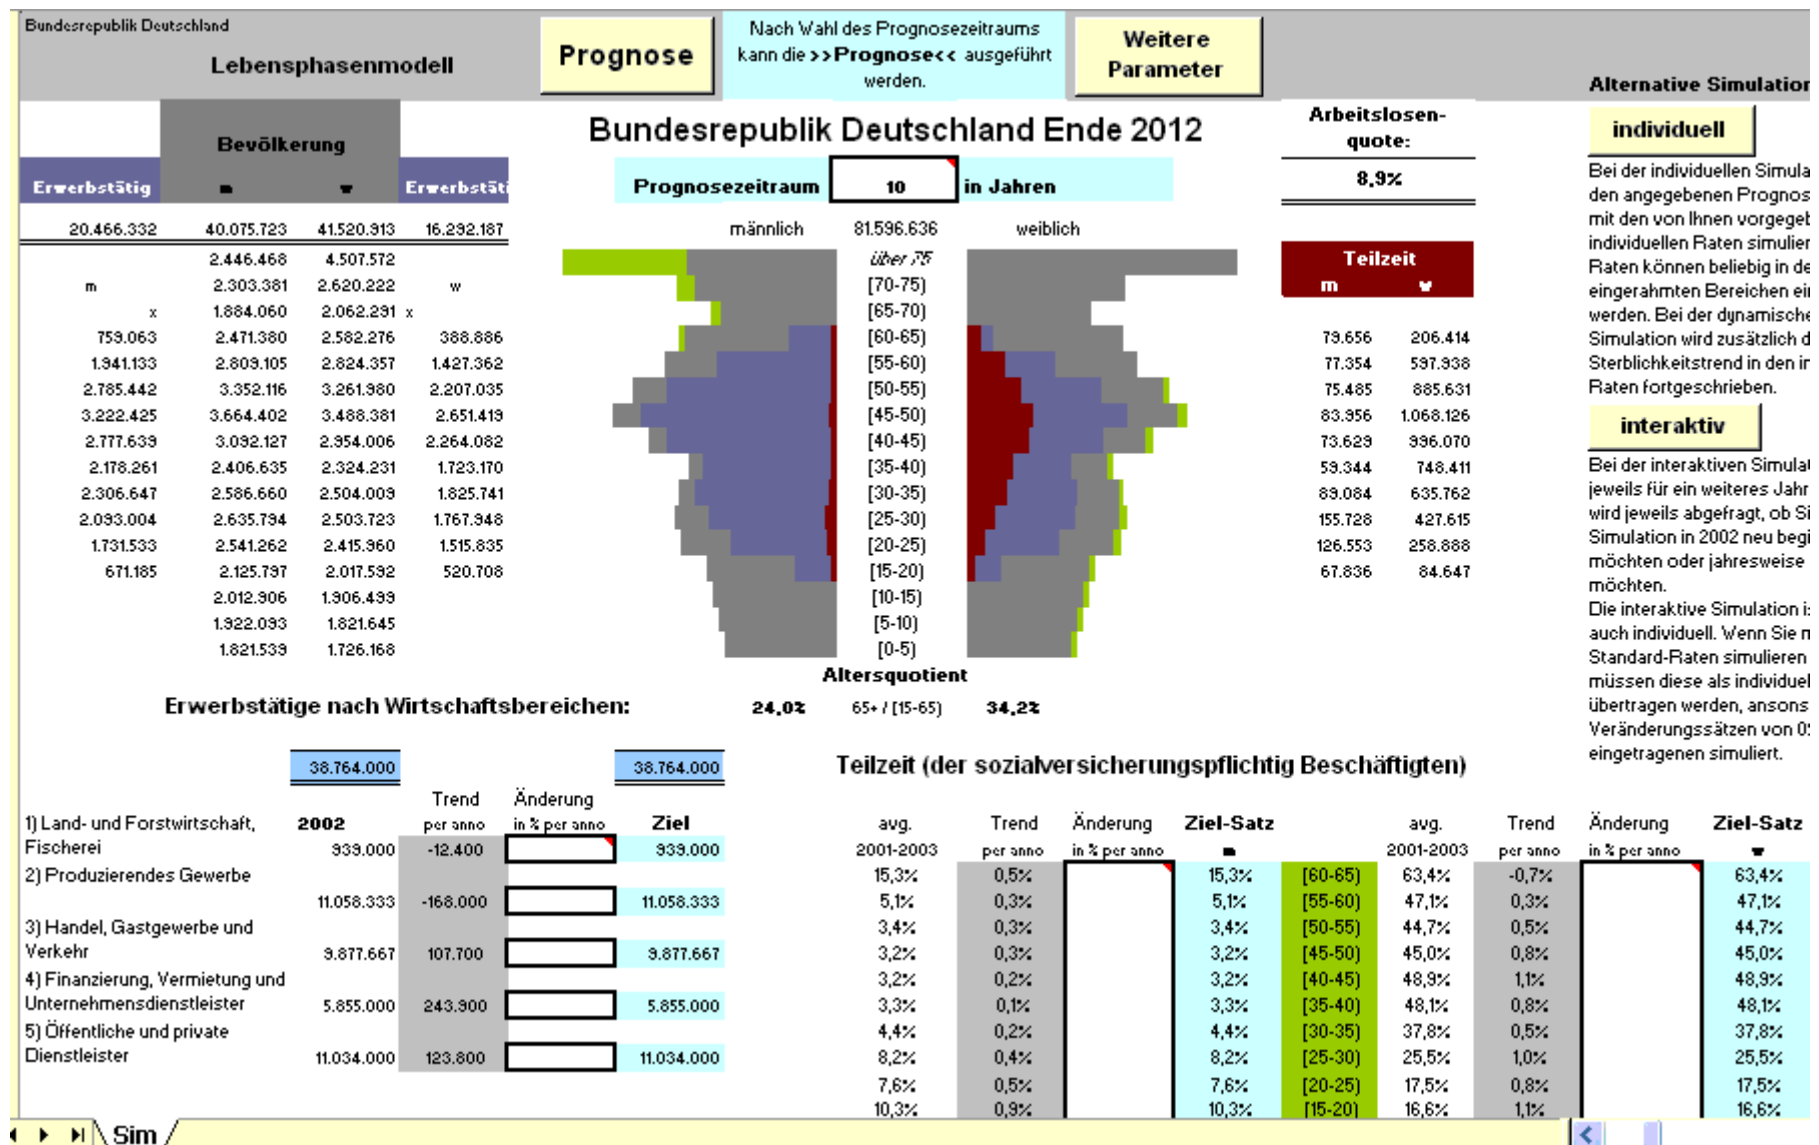 Bundesrepublik Deutschland
Lebensphasenmodell
Prognose
Nach Wahl des Prognosezeitraums
kann die >>Prognose<< ausgeführt
werden.
Weitere
Parameter
Alternative Simulation
Bundesrepublik Deutschland Ende 2012
Prognosezeitraum 10 in Jahren
Arbeitslosen-
quote:
8,9%
Bevölkerung
Erwerbstätig m w Erwerbstäti
20.466.332 40.075.723 41.520.913 16.292.187 männlich 81.596.636 weiblich
2.446.468 4.507.572 über 75 Teilzeit
m 2.303.381 2.620.222 w [70-75) m w
x 1.884.060 2.062.291 x [65-70)
759.063 2.471.380 2.582.276 388.886 [60-65) 79.656 206.414
1.941.133 2.809.105 2.824.357 1.427.362 [55-60) 77.354 597.938
2.785.442 3.352.116 3.261.980 2.207.035 [50-55) 75.485 885.631
3.222.425 3.664.402 3.488.381 2.651.419 [45-50) 83.956 1.068.126
2.777.639 3.092.127 2.954.006 2.264.082 [40-45) 73.629 996.070
2.178.261 2.406.635 2.324.231 1.723.170 [35-40) 59.344 748.411
2.306.647 2.586.660 2.504.009 1.825.741 [30-35) 89.084 635.762
2.093.004 2.635.794 2.503.723 1.767.948 [25-30) 155.728 427.615
1.731.533 2.541.262 2.415.960 1.515.835 [20-25) 126.553 258.888
671.185 2.125.797 2.017.592 520.708 [15-20) 67.836 84.647
2.012.906 1.906.499 [10-15)
1.922.093 1.821.645 [5-10)
1.821.539 1.726.168 [0-5)
Altersquotient
24,0% 65+ / [15-65) 34,2%
individuell
Bei der individuellen Simula
den angegebenen Prognos
mit den von Ihnen vorgegeb
individuellen Raten simulier
Raten können beliebig in de
eingerahmten Bereichen ein
werden. Bei der dynamische
Simulation wird zusätzlich d
Sterblichkeitstrend in den in
Raten fortgeschrieben.
interaktiv
Bei der interaktiven Simulat
jeweils für ein weiteres Jahr
wird jeweils abgefragt, ob Si
Simulation in 2002 neu begi
möchten oder jahresweise
möchten.
Die interaktive Simulation is
auch individuell. Wenn Sie m
Standard-Raten simulieren
müssen diese als individuel
übertragen werden, ansons
Veränderungssätzen von 0%
eingetragenen simuliert.
Erwerbstätige nach Wirtschaftsbereichen:
38.764.000 38.764.000
Trend Änderung
2002 per anno in % per anno Ziel
1) Land- und Forstwirtschaft,
Fischerei 939.000 -12.400 939.000
2) Produzierendes Gewerbe
11.058.333 -168.000 11.058.333
3) Handel, Gastgewerbe und
Verkehr 9.877.667 107.700 9.877.667
4) Finanzierung, Vermietung und
Unternehmensdienstleister 5.855.000 243.900 5.855.000
5) Öffentliche und private
Dienstleister 11.034.000 123.800 11.034.000
Teilzeit (der sozialversicherungspflichtig Beschäftigten)
avg. Trend Änderung Ziel-Satz avg. Trend Änderung Ziel-Satz
2001-2003 per anno in % per anno m 2001-2003 per anno in % per anno w
15,3% 0,5% 15,3% [60-65) 63,4% -0,7% 63,4%
5,1% 0,3% 5,1% [55-60) 47,1% 0,3% 47,1%
3,4% 0,3% 3,4% [50-55) 44,7% 0,5% 44,7%
3,2% 0,3% 3,2% [45-50) 45,0% 0,8% 45,0%
3,2% 0,2% 3,2% [40-45) 48,9% 1,1% 48,9%
3,3% 0,1% 3,3% [35-40) 48,1% 0,8% 48,1%
4,4% 0,2% 4,4% [30-35) 37,8% 0,5% 37,8%
8,2% 0,4% 8,2% [25-30) 25,5% 1,0% 25,5%
7,6% 0,5% 7,6% [20-25) 17,5% 0,8% 17,5%
10,3% 0,9% 10,3% [15-20) 16,6% 1,1% 16,6%
Sim